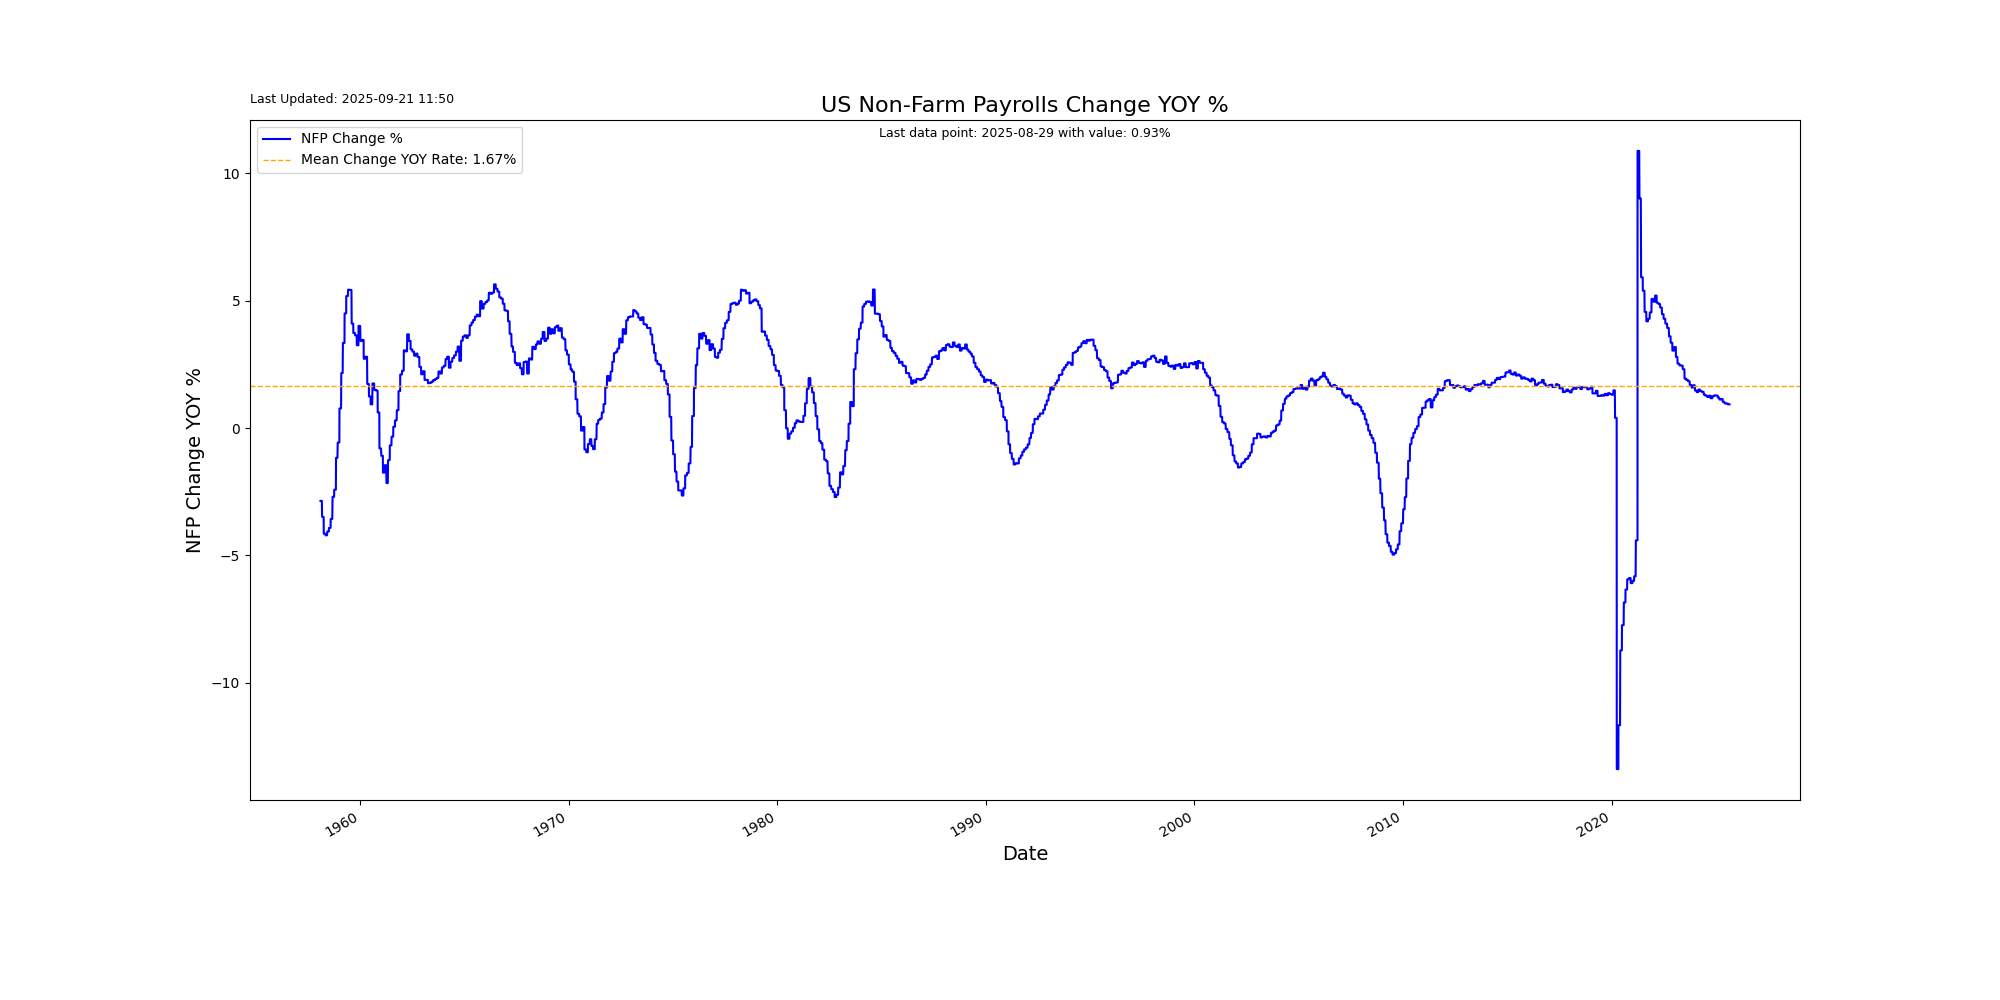 Last Updated: 2025-09-21 11:50
US Non-Farm Payrolls Change YOY %
Last data point: 2025-08-29 with value: 0.93%
NFP Change %
Mean Change YOY Rate: 1.67%
NFP Change YOY %
10
5
0
−5
−10
1960
1970
1980
1990
2000
2010
2020
Date